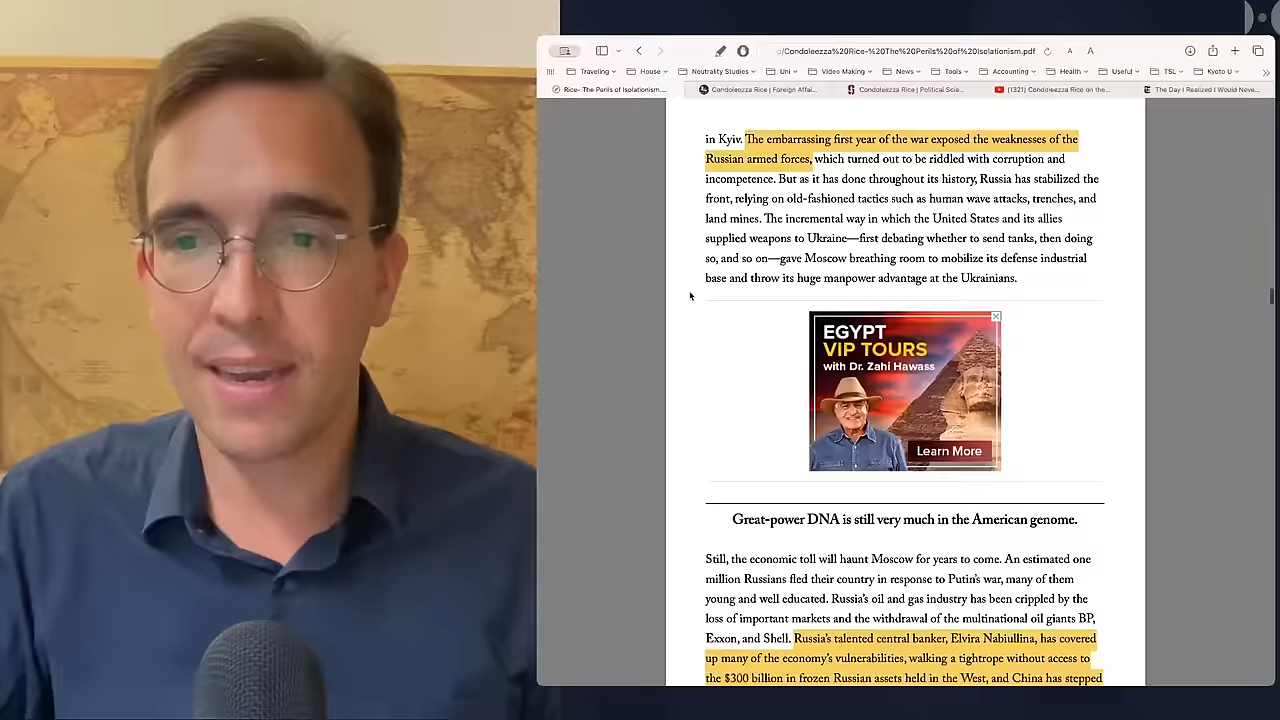 /Condoleezza%20Rice-%20The%20Perils%20of%20Isolationism.pdf
A A
Traveling House Neutrality Studies Uni Video Making News Tools Accounting Health Useful TSL Kyoto U
Rice- The Perils of Isolationism....
Condoleezza Rice | Foreign Affai...
Condoleezza Rice | Political Scie...
(1321) Condoleezza Rice on the...
The Day I Realized I Would Neve...
in Kyiv. The embarrassing first year of the war exposed the weaknesses of the
Russian armed forces, which turned out to be riddled with corruption and
incompetence. But as it has done throughout its history, Russia has stabilized the
front, relying on old-fashioned tactics such as human wave attacks, trenches, and
land mines. The incremental way in which the United States and its allies
supplied weapons to Ukraine—first debating whether to send tanks, then doing
so, and so on—gave Moscow breathing room to mobilize its defense industrial
base and throw its huge manpower advantage at the Ukrainians.
EGYPT
VIP TOURS
with Dr. Zahi Hawass
Learn More
Great-power DNA is still very much in the American genome.
Still, the economic toll will haunt Moscow for years to come. An estimated one
million Russians fled their country in response to Putin's war, many of them
young and well educated. Russia's oil and gas industry has been crippled by the
loss of important markets and the withdrawal of the multinational oil giants BP,
Exxon, and Shell. Russia's talented central banker, Elvira Nabiullina, has covered
up many of the economy's vulnerabilities, walking a tightrope without access to
the $300 billion in frozen Russian assets held in the West, and China has stepped